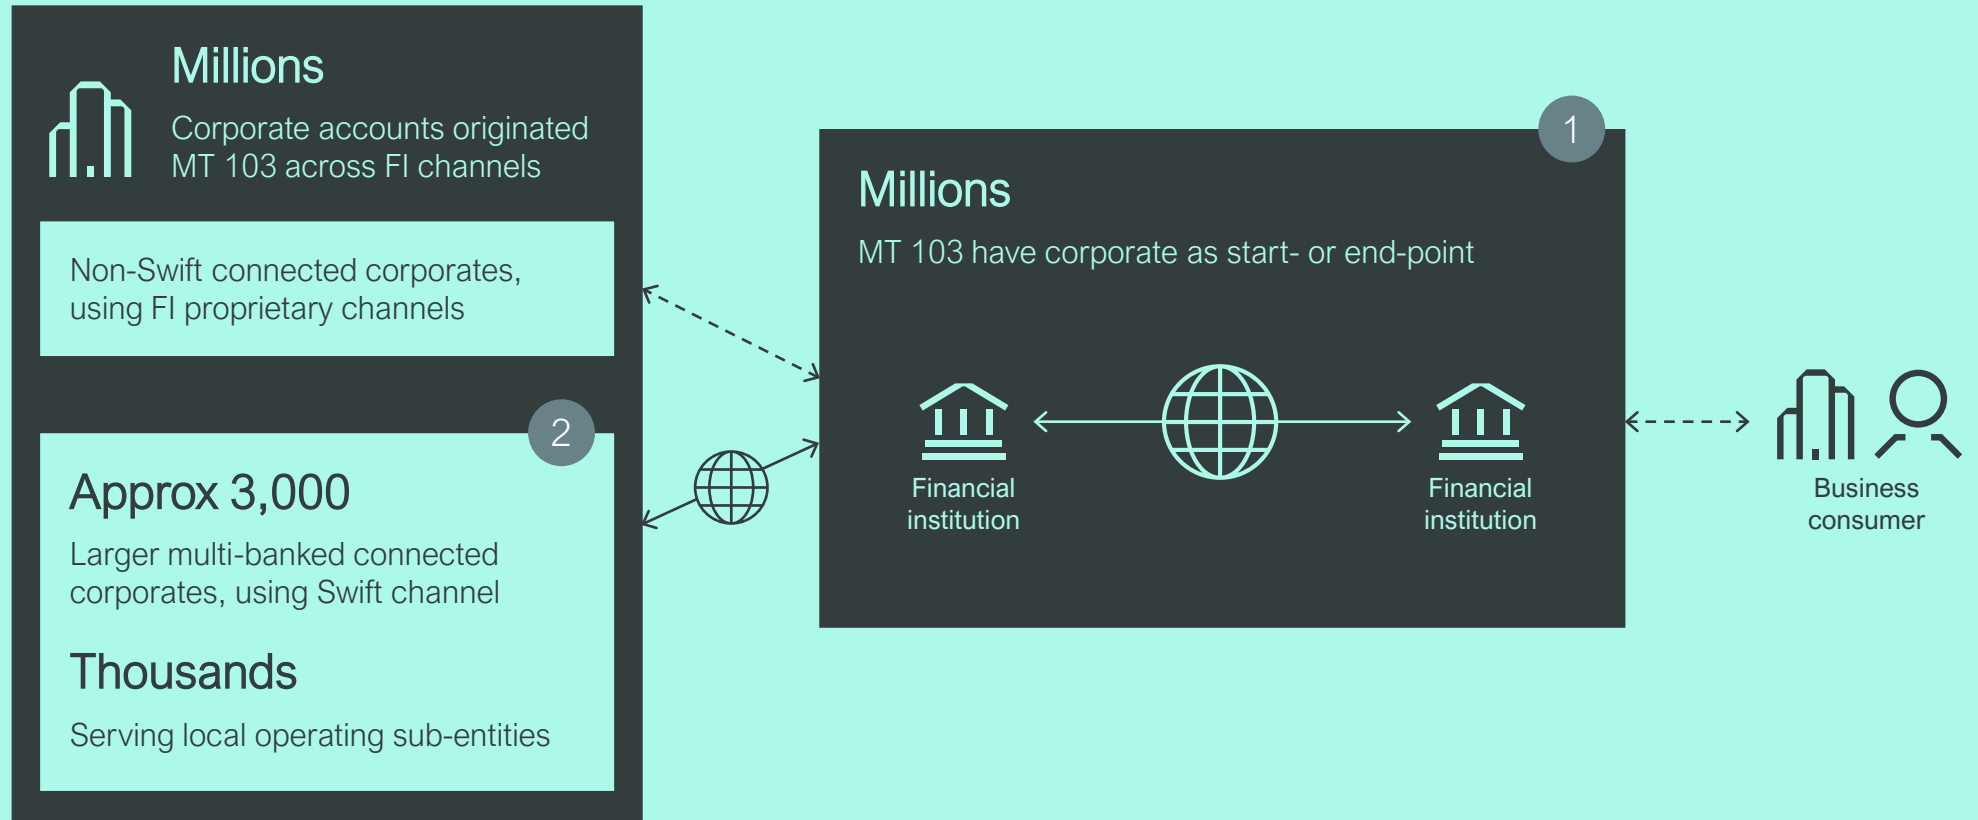 Millions
Corporate accounts originated
MT 103 across FI channels
Non-Swift connected corporates,
using FI proprietary channels
2
Approx 3,000
Larger multi-banked connected
corporates, using Swift channel
Thousands
Serving local operating sub-entities
1
Millions
MT 103 have corporate as start- or end-point
Financial
institution
Financial
institution
Business
consumer